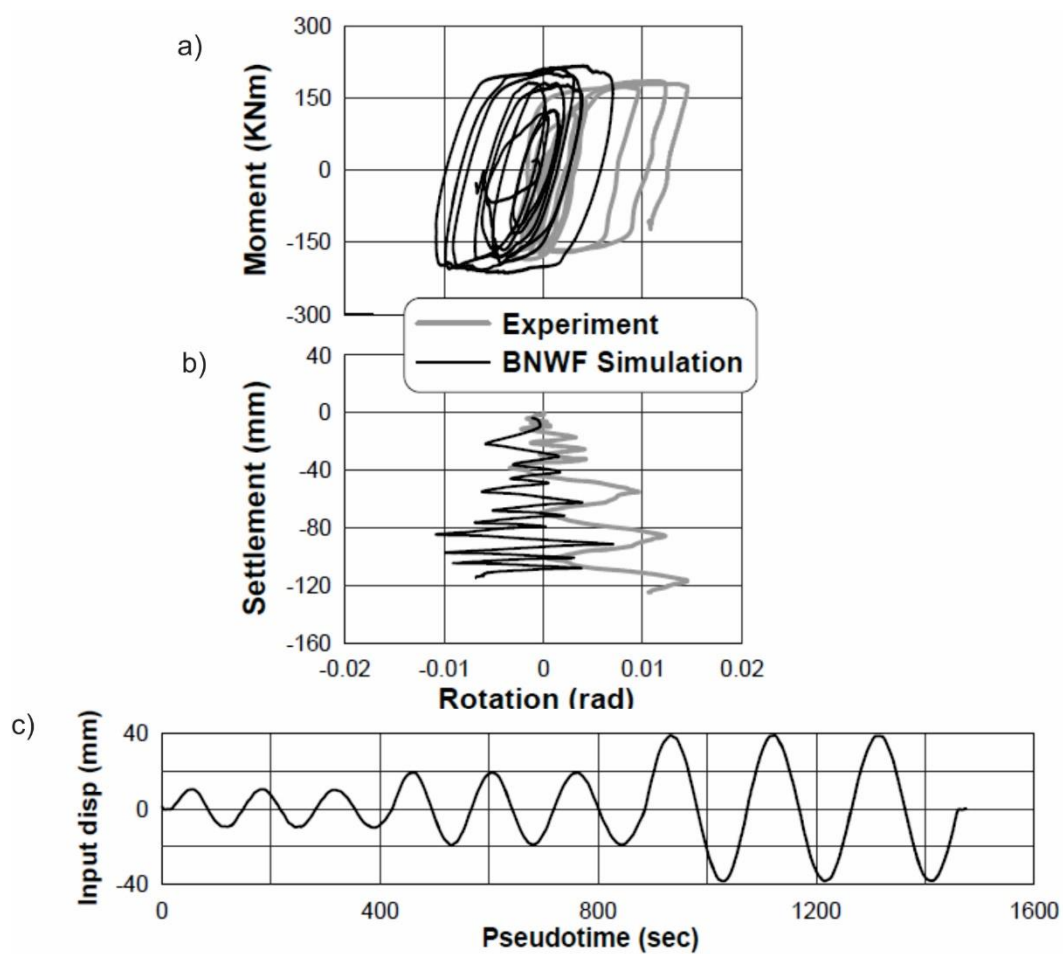 a)
Moment (KNm)
300
150
0
-150
-300
Experiment
BNWF Simulation
b)
Settlement (mm)
40
0
-40
-80
-120
-160
-0.02 -0.01 0 0.01 0.02
Rotation (rad)
c)
Input disp (mm)
40
0
-40
0 400 800 1200 1600
Pseudotime (sec)